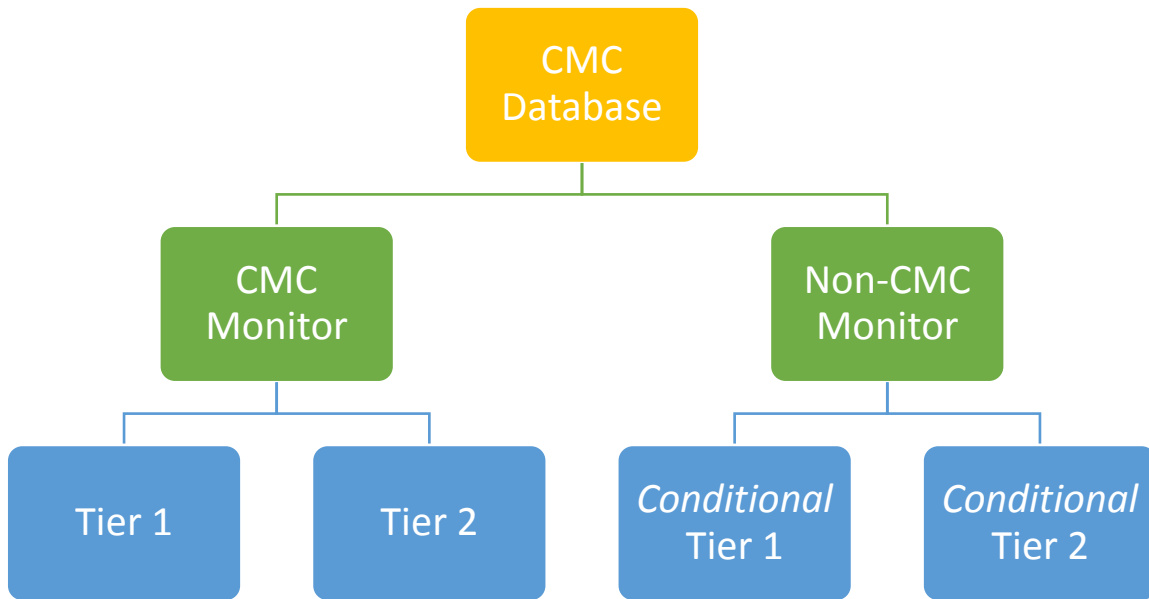 CMC
Database
CMC
Monitor
Non-CMC
Monitor
Tier 1
Tier 2
Conditional
Tier 1
Conditional
Tier 2